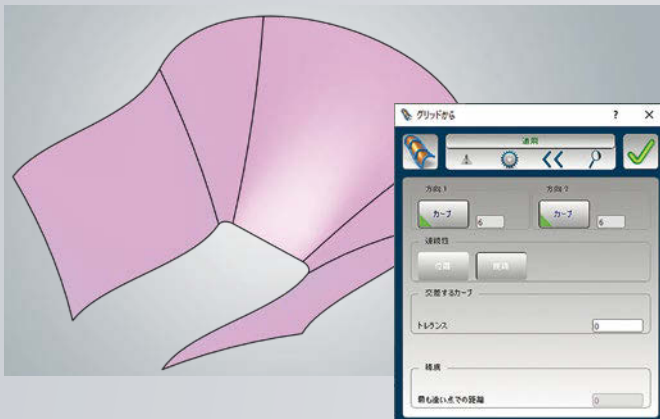 グリッドから ? ×
適用
方向 1 方向 2
カーブ 6 カーブ 6
連続性
交差するカーブ
トレランス 0
精度
最も遠い点での距離 0